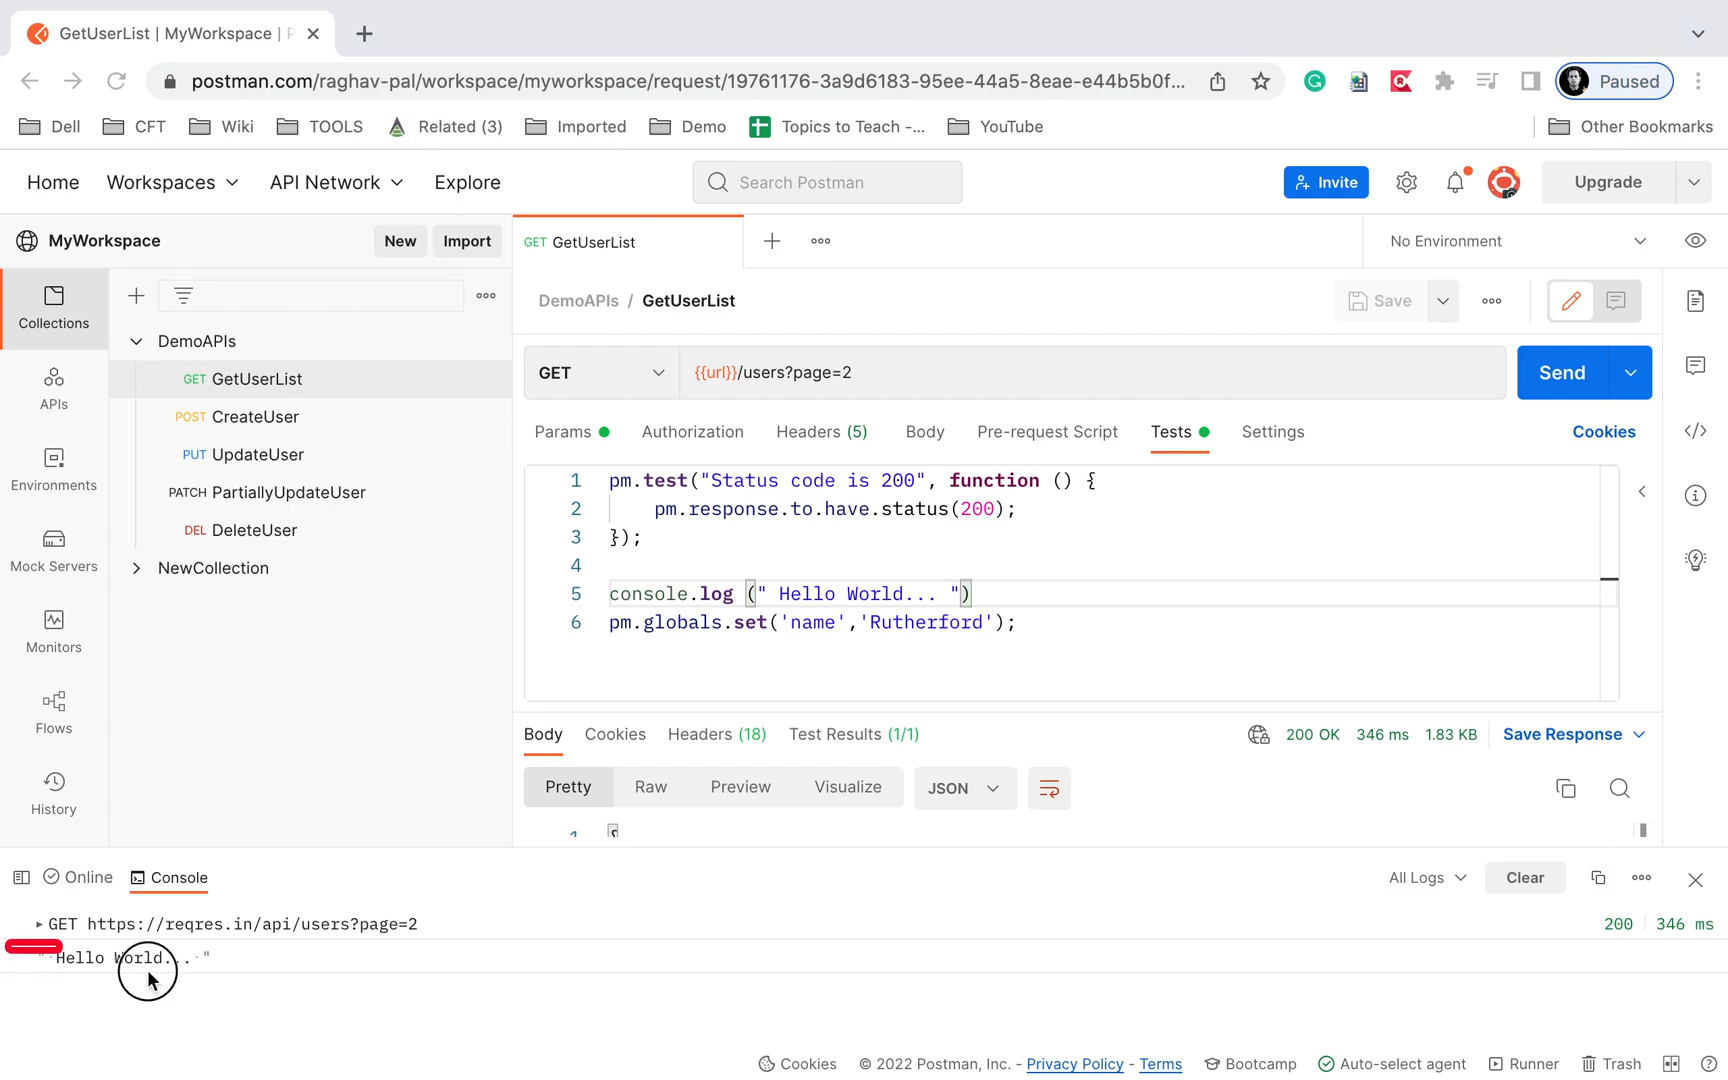 GetUserList | MyWorkspace | P
postman.com/raghav-pal/workspace/myworkspace/request/19761176-3a9d6183-95ee-44a5-8eae-e44b5b0f...
Paused
Dell
CFT
Wiki
TOOLS
Related (3)
Imported
Demo
Topics to Teach -...
YouTube
Other Bookmarks
Home
Workspaces
API Network
Explore
Search Postman
Invite
Upgrade
MyWorkspace
New
Import
GET GetUserList
No Environment
Collections
APIs
Environments
Mock Servers
Monitors
Flows
History
DemoAPIs
GET GetUserList
POST CreateUser
PUT UpdateUser
PATCH PartiallyUpdateUser
DEL DeleteUser
NewCollection
DemoAPIs / GetUserList
Save
GET
{{url}}/users?page=2
Send
Params
Authorization
Headers (5)
Body
Pre-request Script
Tests
Settings
Cookies
1 pm.test("Status code is 200", function () {
2 pm.response.to.have.status(200);
3 });
4
5 console.log (" Hello World... ")
6 pm.globals.set('name','Rutherford');
Body
Cookies
Headers (18)
Test Results (1/1)
200 OK
346 ms
1.83 KB
Save Response
Pretty
Raw
Preview
Visualize
JSON
1 {
Online
Console
All Logs
Clear
GET https://reqres.in/api/users?page=2
200
346 ms
" Hello World... "
Cookies
© 2022 Postman, Inc. - Privacy Policy - Terms
Bootcamp
Auto-select agent
Runner
Trash